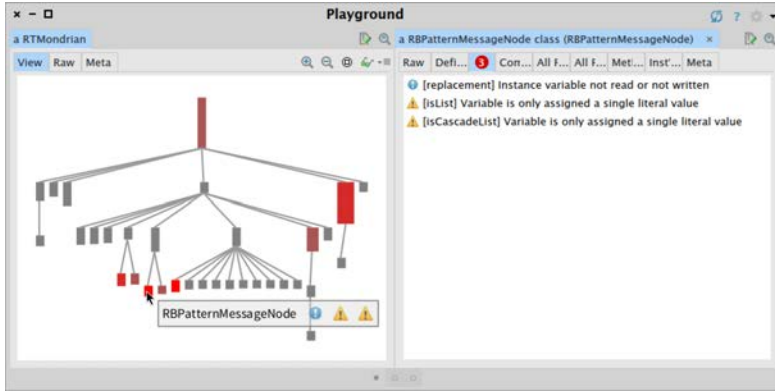 Playground
?
a RTMondrian
a RBPatternMessageNode class (RBPatternMessageNode) ×
View Raw Meta
Raw Defi... 3 Con... All F... All F... Met Inst'... Meta
[replacement] Instance variable not read or not written
[isList] Variable is only assigned a single literal value
[isCascadeList] Variable is only assigned a single literal value
RBPatternMessageNode